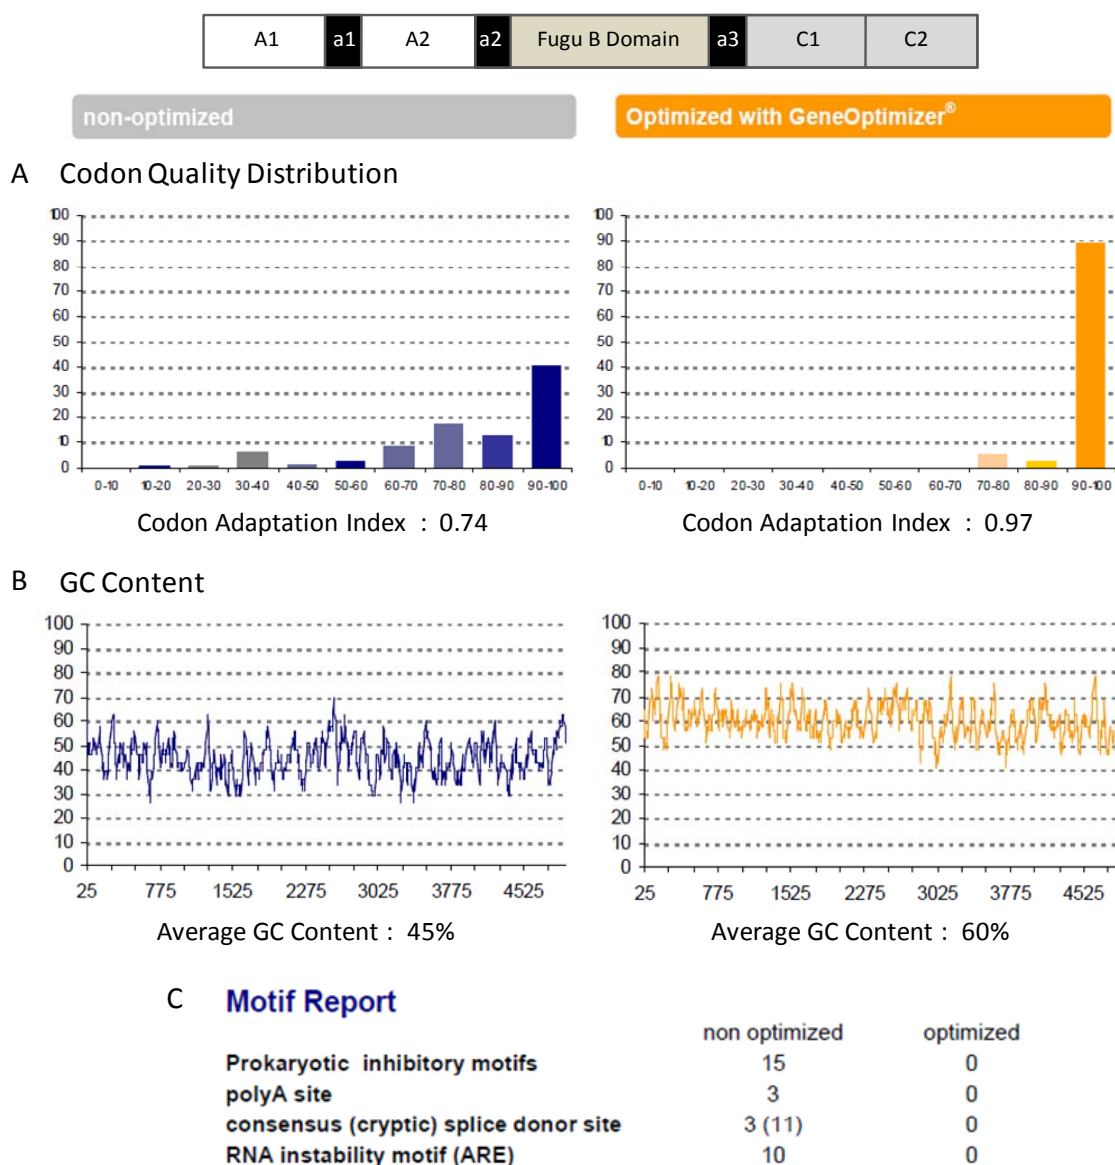 A1 a1 A2 a2 Fugu B Domain a3 C1 C2
non-optimized
Optimized with GeneOptimizer®
A Codon Quality Distribution
100
90
80
70
60
50
40
30
20
10
0
0-10 10-20 20-30 30-40 40-50 50-60 60-70 70-80 80-90 90-100
Codon Adaptation Index : 0.74
100
90
80
70
60
50
40
30
20
10
0
0-10 10-20 20-30 30-40 40-50 50-60 60-70 70-80 80-90 90-100
Codon Adaptation Index : 0.97
B GC Content
100
90
80
70
60
50
40
30
20
10
0
25 775 1525 2275 3025 3775 4525
Average GC Content : 45%
100
90
80
70
60
50
40
30
20
10
0
25 775 1525 2275 3025 3775 4525
Average GC Content : 60%
C Motif Report
non optimized optimized
Prokaryotic inhibitory motifs 15 0
polyA site 3 0
consensus (cryptic) splice donor site 3 (11) 0
RNA instability motif (ARE) 10 0